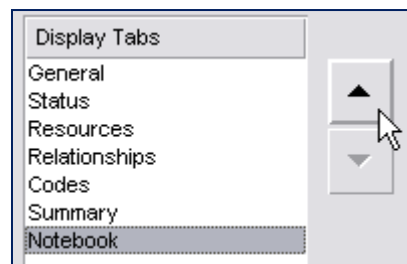 Display Tabs
General
Status
Resources
Relationships
Codes
Summary
Notebook